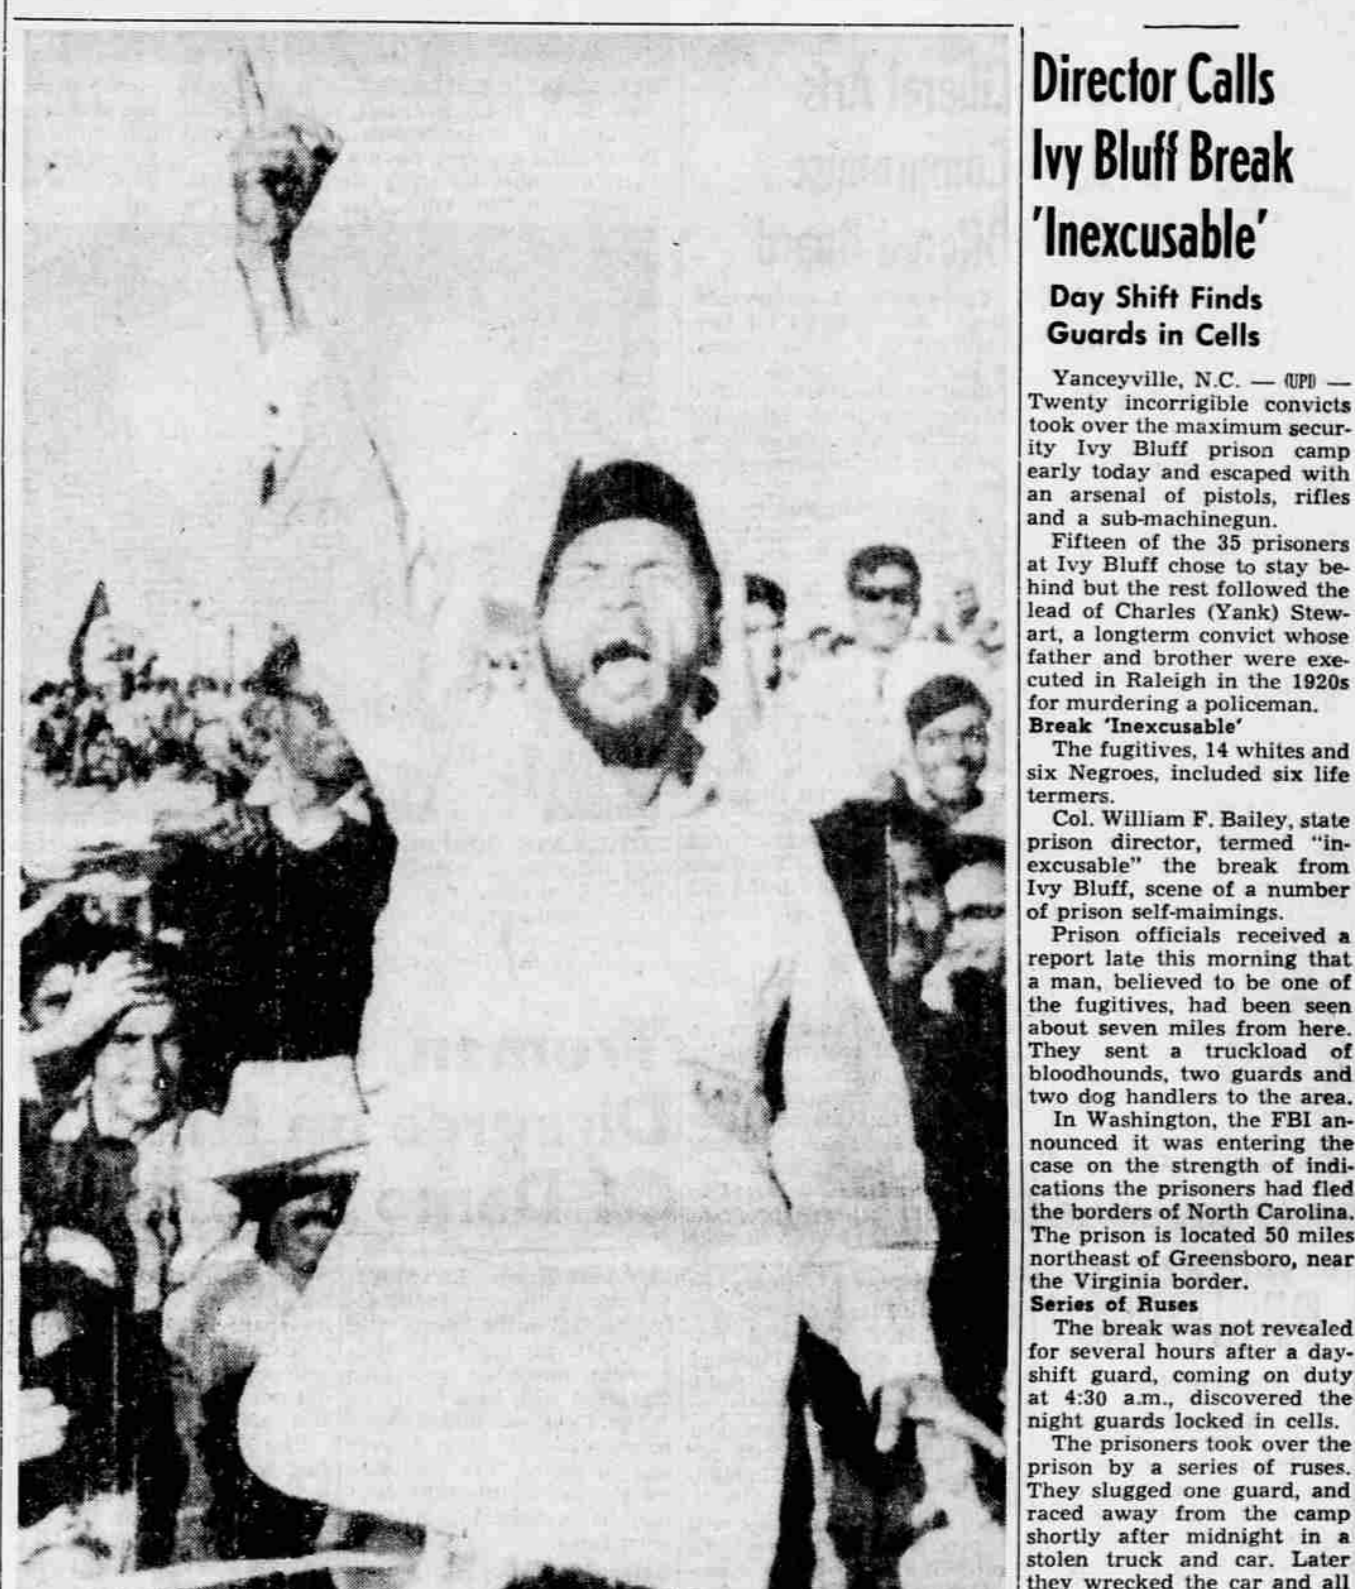 Director Calls
Ivy Bluff Break
'Inexcusable'
Day Shift Finds
Guards in Cells
Yanceyville, N.C. — (UPI) —
Twenty incorrigible convicts
took over the maximum secur-
ity Ivy Bluff prison camp
early today and escaped with
an arsenal of pistols, rifles
and a sub-machinegun.
Fifteen of the 35 prisoners
at Ivy Bluff chose to stay be-
hind but the rest followed the
lead of Charles (Yank) Stew-
art, a longterm convict whose
father and brother were exe-
cuted in Raleigh in the 1920s
for murdering a policeman.
Break 'Inexcusable'
The fugitives, 14 whites and
six Negroes, included six life
termers.
Col. William F. Bailey, state
prison director, termed "in-
excusable" the break from
Ivy Bluff, scene of a number
of prison self-maimings.
Prison officials received a
report late this morning that
a man, believed to be one of
the fugitives, had been seen
about seven miles from here.
They sent a truckload of
bloodhounds, two guards and
two dog handlers to the area.
In Washington, the FBI an-
nounced it was entering the
case on the strength of indi-
cations the prisoners had fled
the borders of North Carolina.
The prison is located 50 miles
northeast of Greensboro, near
the Virginia border.
Series of Ruses
The break was not revealed
for several hours after a day-
shift guard, coming on duty
at 4:30 a.m., discovered the
night guards locked in cells.
The prisoners took over the
prison by a series of ruses.
They slugged one guard, and
raced away from the camp
shortly after midnight in a
stolen truck and car. Later
they wrecked the car and all